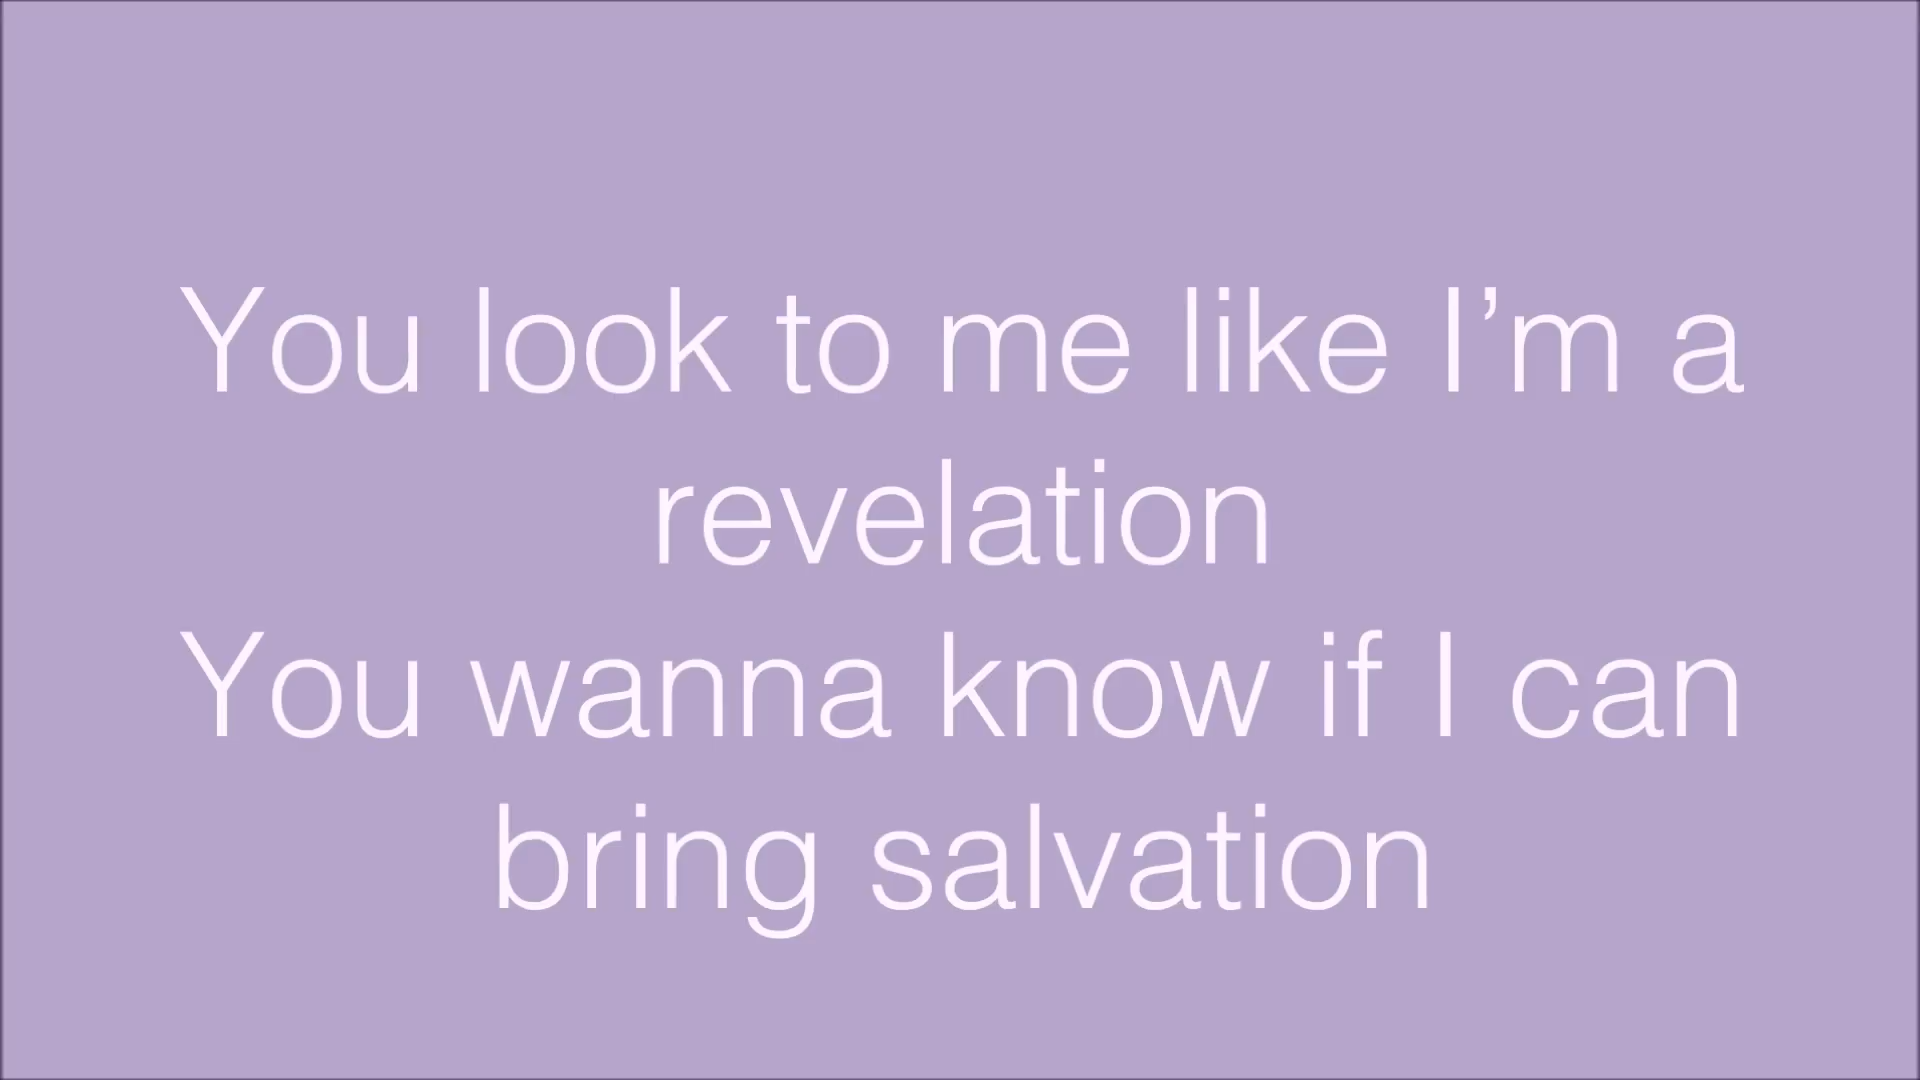 You look to me like I’m a
revelation
You wanna know if I can
bring salvation